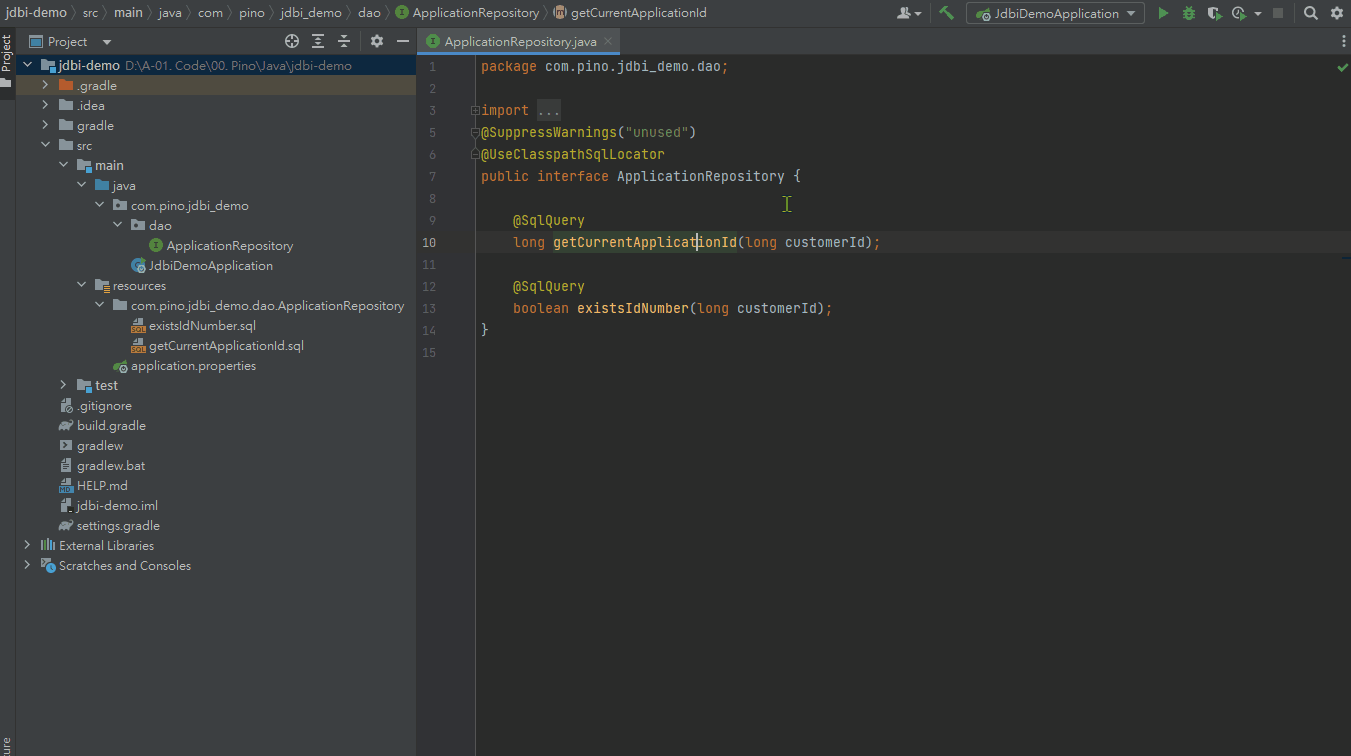 jdbi-demo src main java com pino jdbi_demo dao ApplicationRepository getCurrentApplicationId JdbiDemoApplication
Project
Project
ApplicationRepository.java
jdbi-demo D:\A-01. Code\00. Pino\Java\jdbi-demo
.gradle
.idea
gradle
src
main
java
com.pino.jdbi_demo
dao
ApplicationRepository
JdbiDemoApplication
resources
com.pino.jdbi_demo.dao.ApplicationRepository
existsIdNumber.sql
getCurrentApplicationId.sql
application.properties
test
.gitignore
build.gradle
gradlew
gradlew.bat
HELP.md
jdbi-demo.iml
settings.gradle
External Libraries
Scratches and Consoles
1 package com.pino.jdbi_demo.dao;
2
3 import ...
5 @SuppressWarnings("unused")
6 @UseClasspathSqlLocator
7 public interface ApplicationRepository {
8
9 @SqlQuery
10 long getCurrentApplicationId(long customerId);
11
12 @SqlQuery
13 boolean existsIdNumber(long customerId);
14 }
15